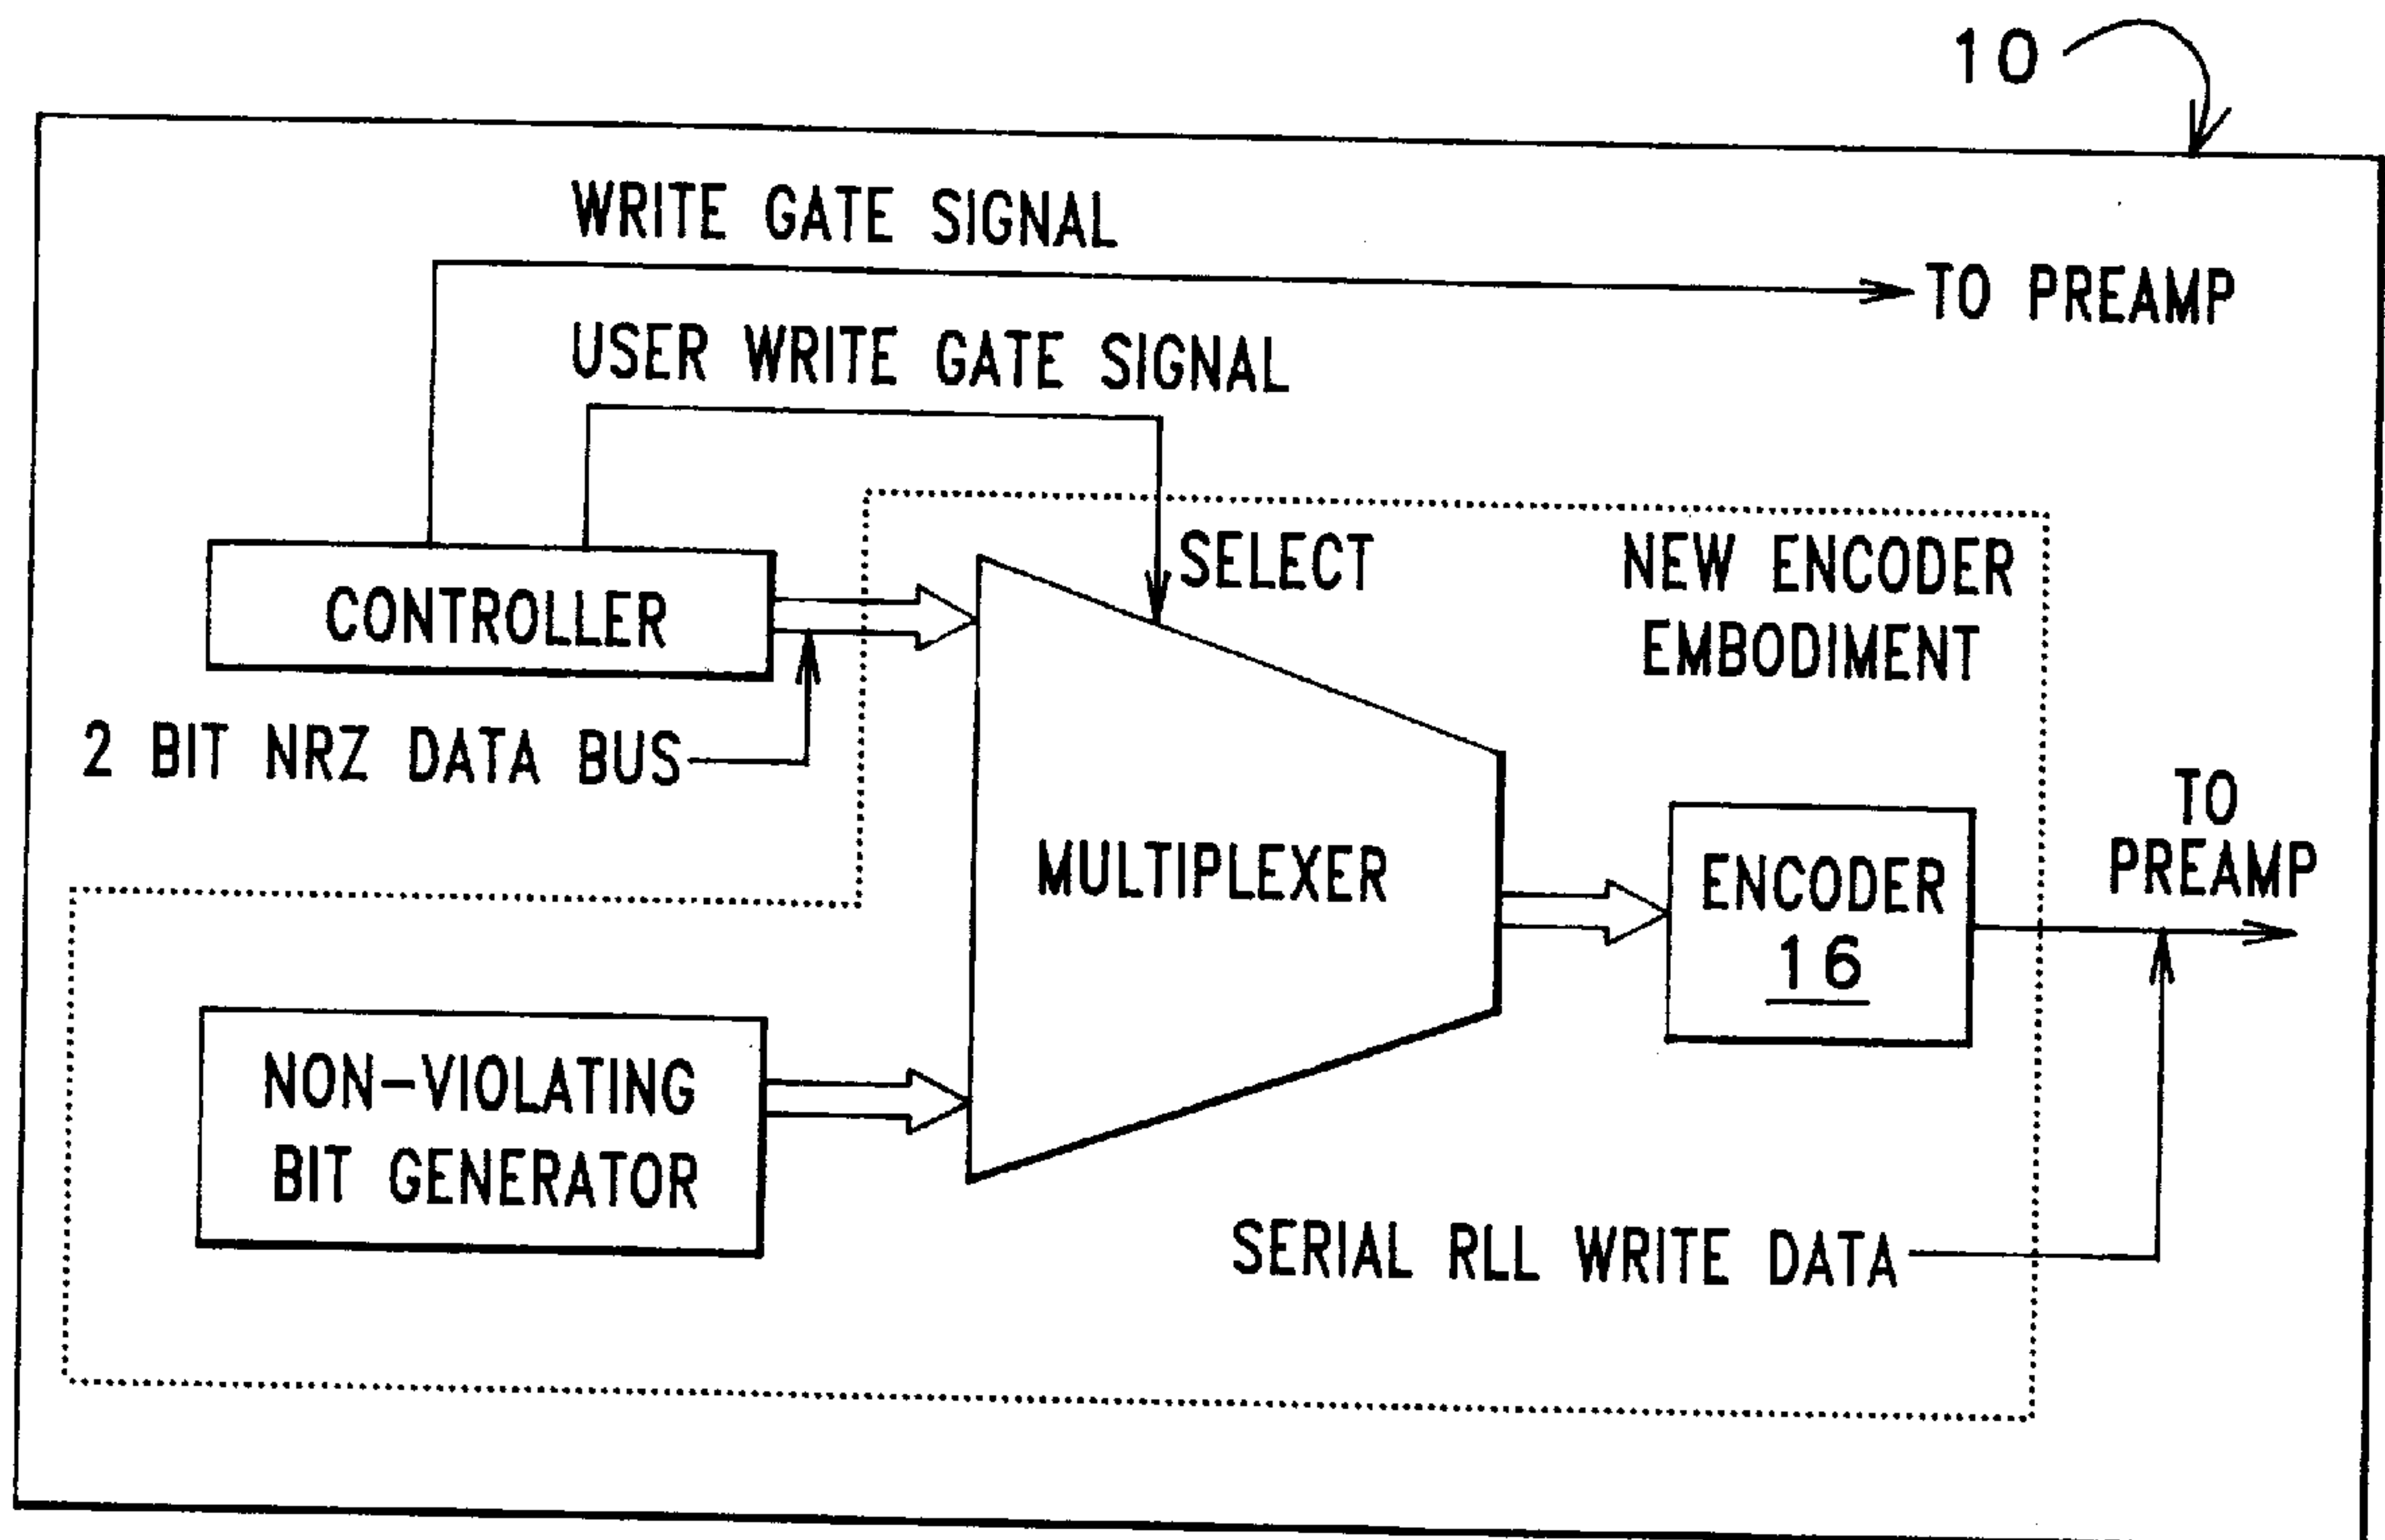 10
WRITE GATE SIGNAL
TO PREAMP
USER WRITE GATE SIGNAL
SELECT
NEW ENCODER
EMBODIMENT
CONTROLLER
2 BIT NRZ DATA BUS
TO
PREAMP
MULTIPLEXER
ENCODER
16
NON-VIOLATING
BIT GENERATOR
SERIAL RLL WRITE DATA